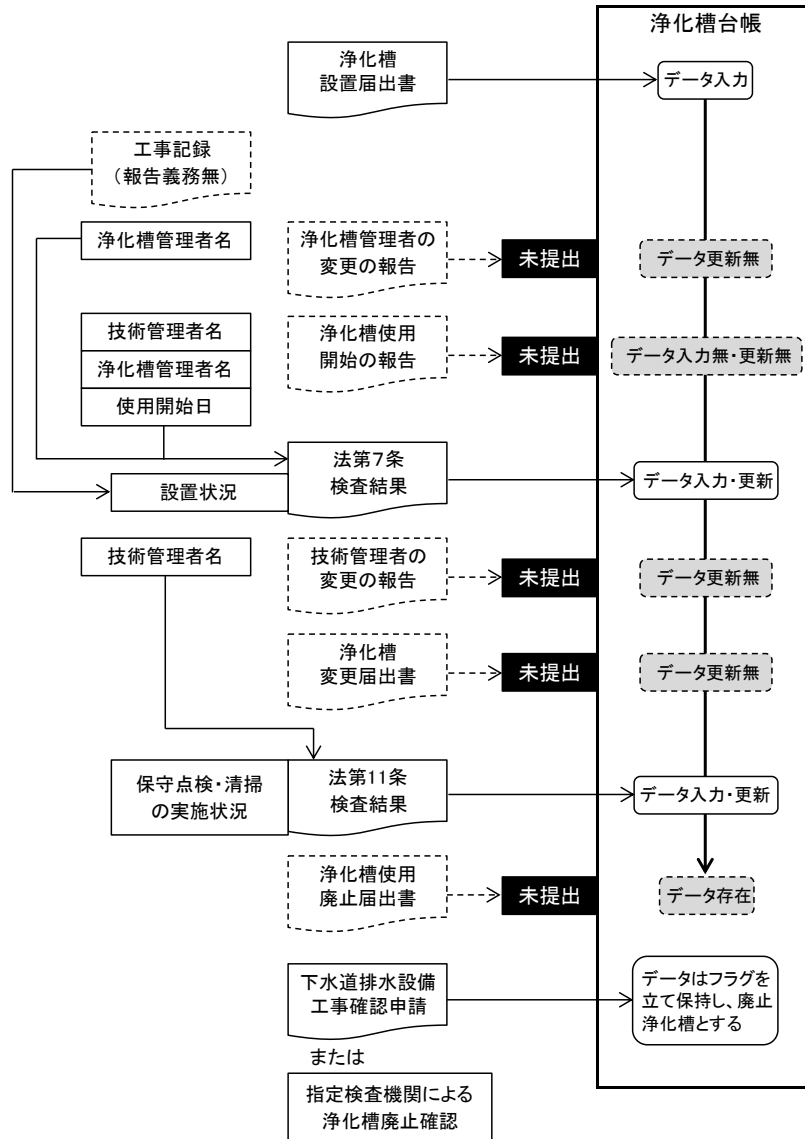 浄化槽台帳
浄化槽
設置届出書
データ入力
工事記録
（報告義務無）
浄化槽管理者名
浄化槽管理者の
変更の報告
未提出
データ更新無
技術管理者名
浄化槽管理者名
使用開始日
浄化槽使用
開始の報告
未提出
データ入力無・更新無
設置状況
法第7条
検査結果
データ入力・更新
技術管理者名
技術管理者の
変更の報告
未提出
データ更新無
浄化槽
変更届出書
未提出
データ更新無
保守点検・清掃
の実施状況
法第11条
検査結果
データ入力・更新
浄化槽使用
廃止届出書
未提出
データ存在
下水道排水設備
工事確認申請
データはフラグを
立て保持し、廃止
浄化槽とする
または
指定検査機関による
浄化槽廃止確認